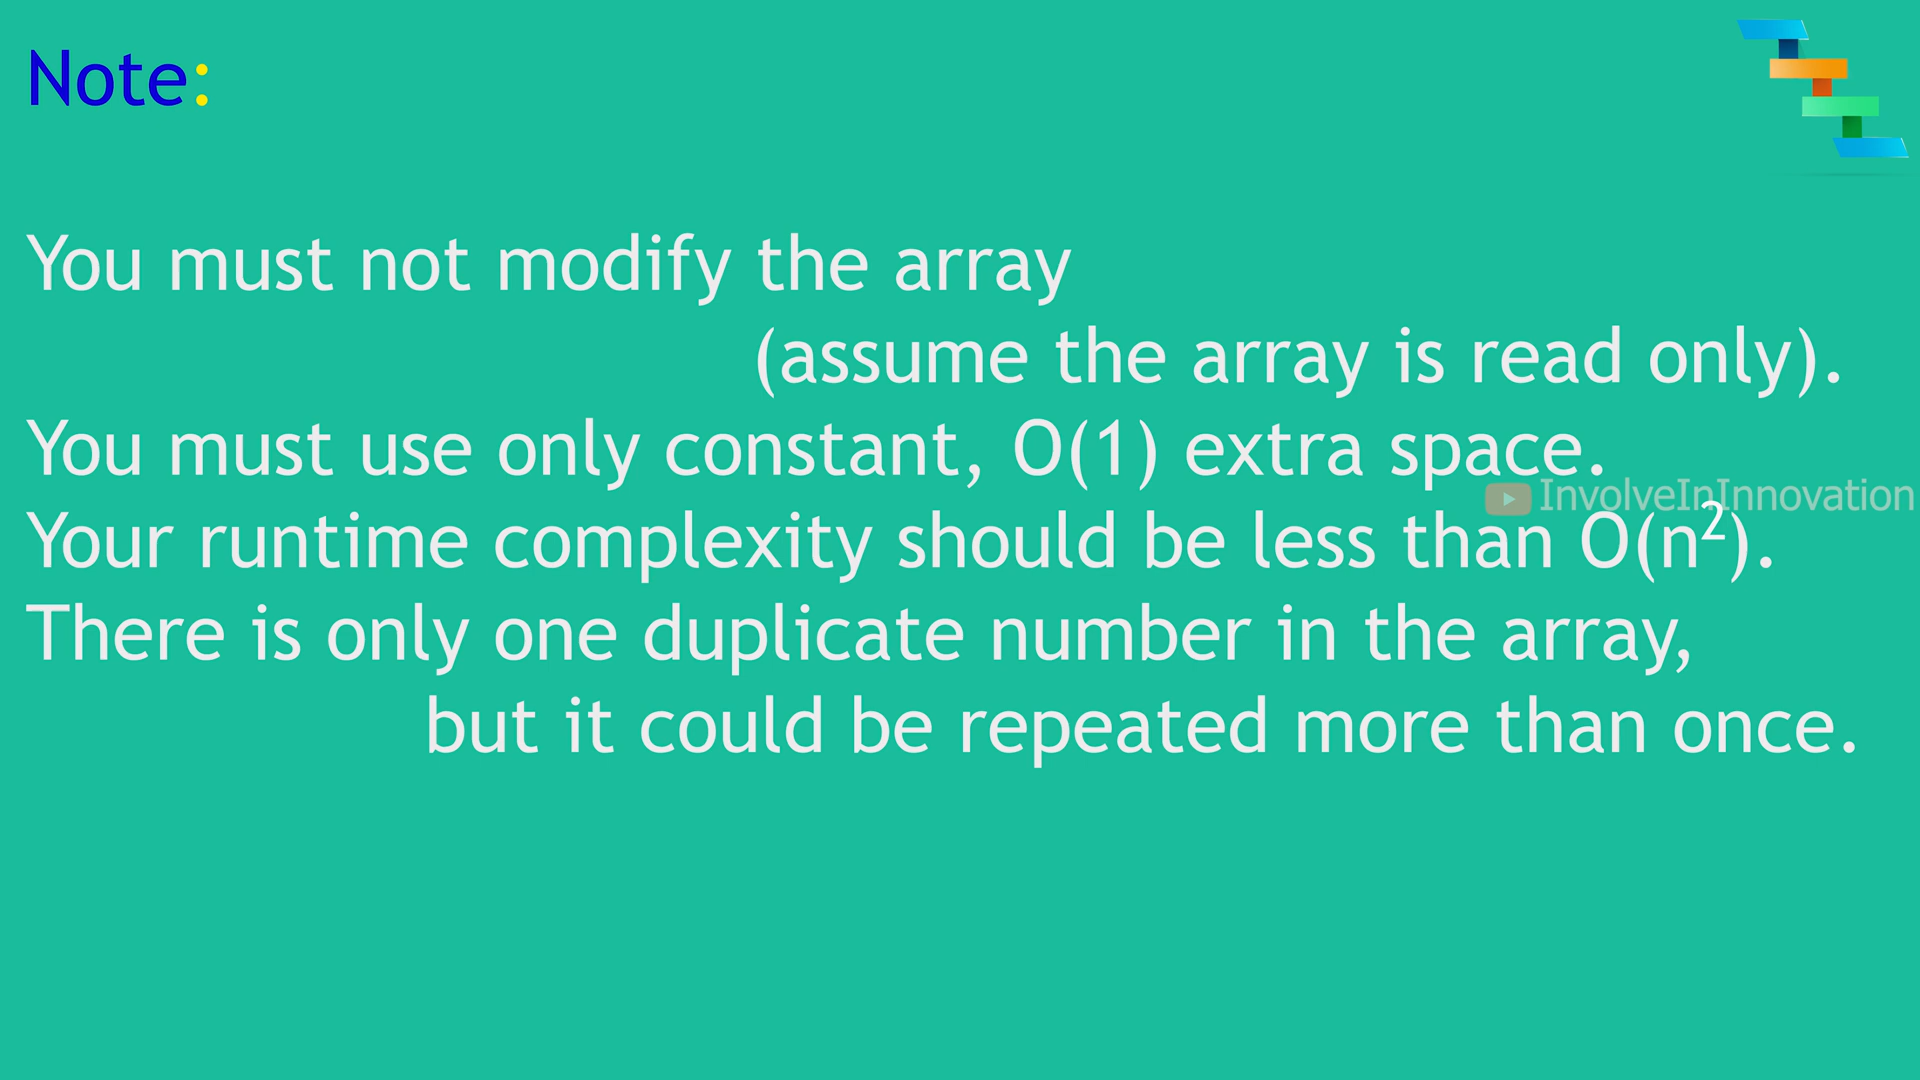 Note:
You must not modify the array
(assume the array is read only).
You must use only constant, O(1) extra space.
InvolveInInnovation
Your runtime complexity should be less than O(n²).
There is only one duplicate number in the array,
but it could be repeated more than once.